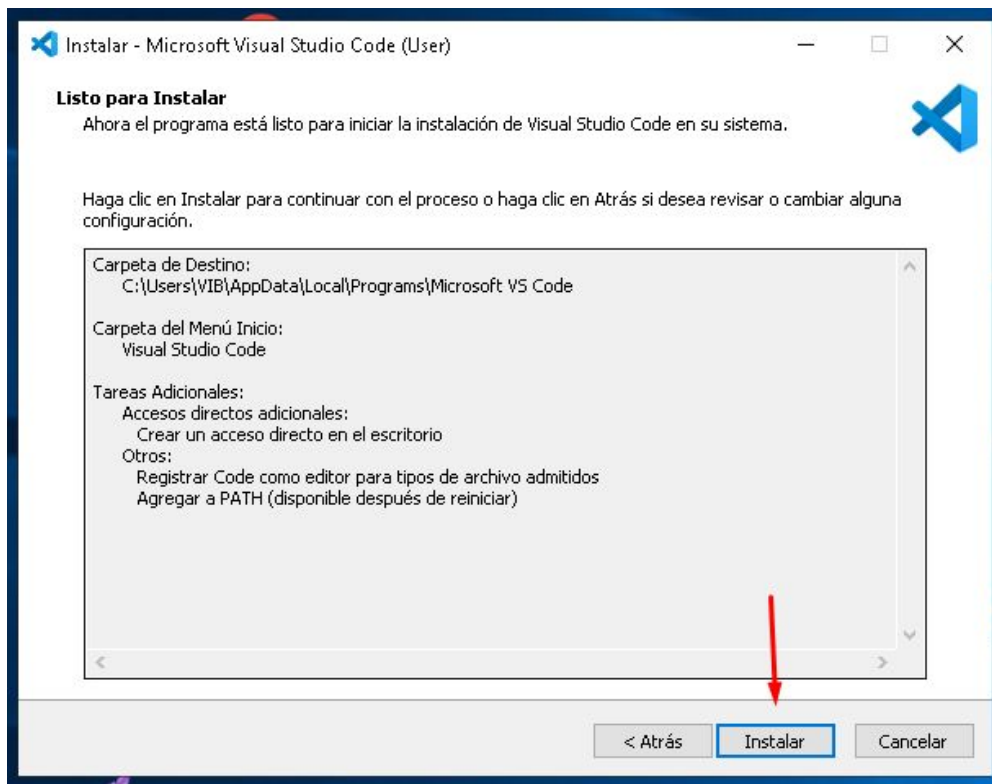 Instalar - Microsoft Visual Studio Code (User)
Listo para Instalar
Ahora el programa está listo para iniciar la instalación de Visual Studio Code en su sistema.
Haga clic en Instalar para continuar con el proceso o haga clic en Atrás si desea revisar o cambiar alguna
configuración.
Carpeta de Destino:
C:\Users\VIB\AppData\Local\Programs\Microsoft VS Code
Carpeta del Menú Inicio:
Visual Studio Code
Tareas Adicionales:
Accesos directos adicionales:
Crear un acceso directo en el escritorio
Otros:
Registrar Code como editor para tipos de archivo admitidos
Agregar a PATH (disponible después de reiniciar)
< Atrás
Instalar
Cancelar